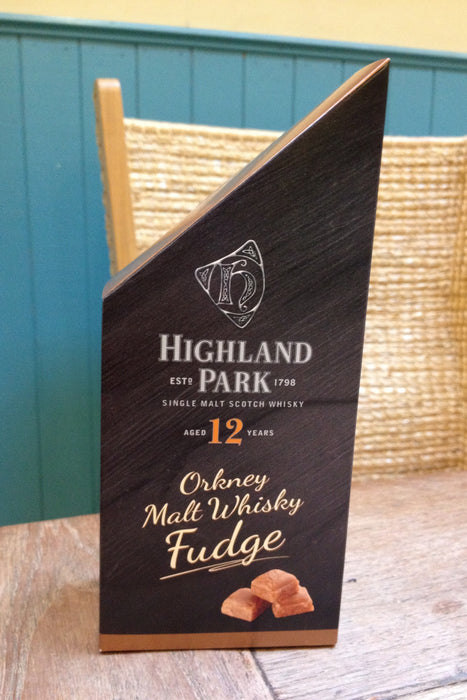 H
HIGHLAND
ESTD PARK 1798
SINGLE MALT SCOTCH WHISKY
AGED 12 YEARS
Orkney
Malt Whisky
Fudge